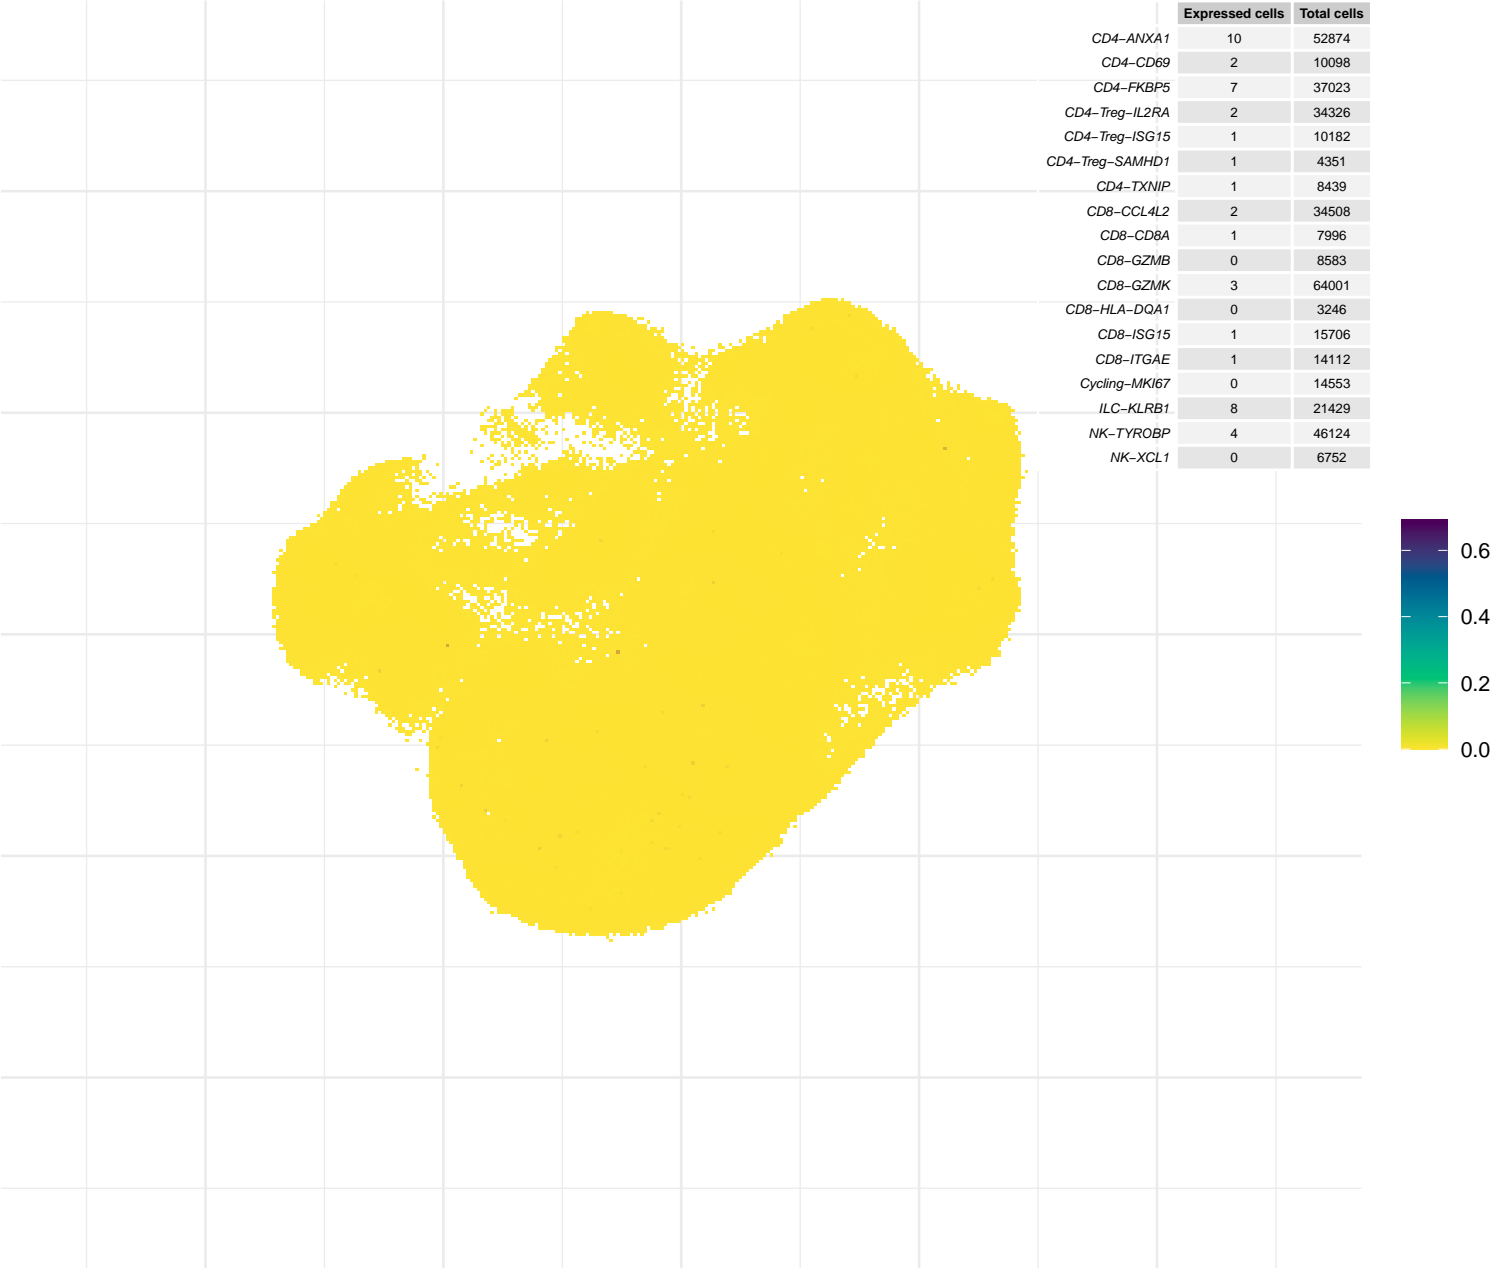 Expressed cells Total cells
CD4−ANXA1 10 52874
CD4−CD69 2 10098
CD4−FKBP5 7 37023
CD4−Treg−IL2RA 2 34326
CD4−Treg−ISG15 1 10182
CD4−Treg−SAMHD1 1 4351
CD4−TXNIP 1 8439
CD8−CCL4L2 2 34508
CD8−CD8A 1 7996
CD8−GZMB 0 8583
CD8−GZMK 3 64001
CD8−HLA−DQA1 0 3246
CD8−ISG15 1 15706
CD8−ITGAE 1 14112
Cycling−MKI67 0 14553
ILC−KLRB1 8 21429
NK−TYROBP 4 46124
NK−XCL1 0 6752
0.6
0.4
0.2
0.0